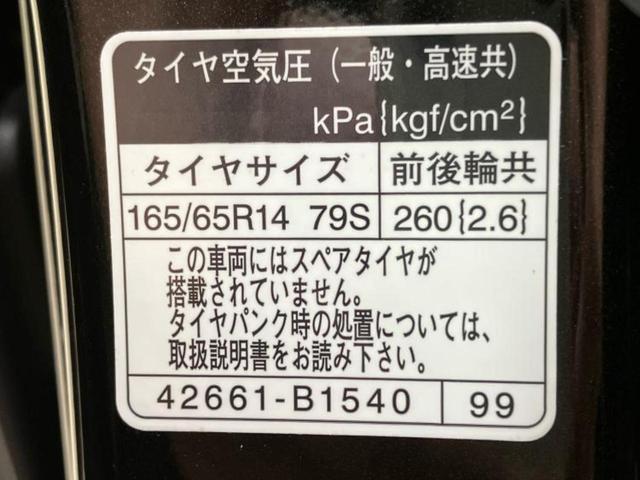 タイヤ空気圧（一般・高速共）
kPa{kgf/cm²}
タイヤサイズ 前後輪共
165/65R14 79S 260{2.6}
この車両にはスペアタイヤが
搭載されていません。
タイヤパンク時の処置については、
取扱説明書をお読み下さい。
42661-B1540 99